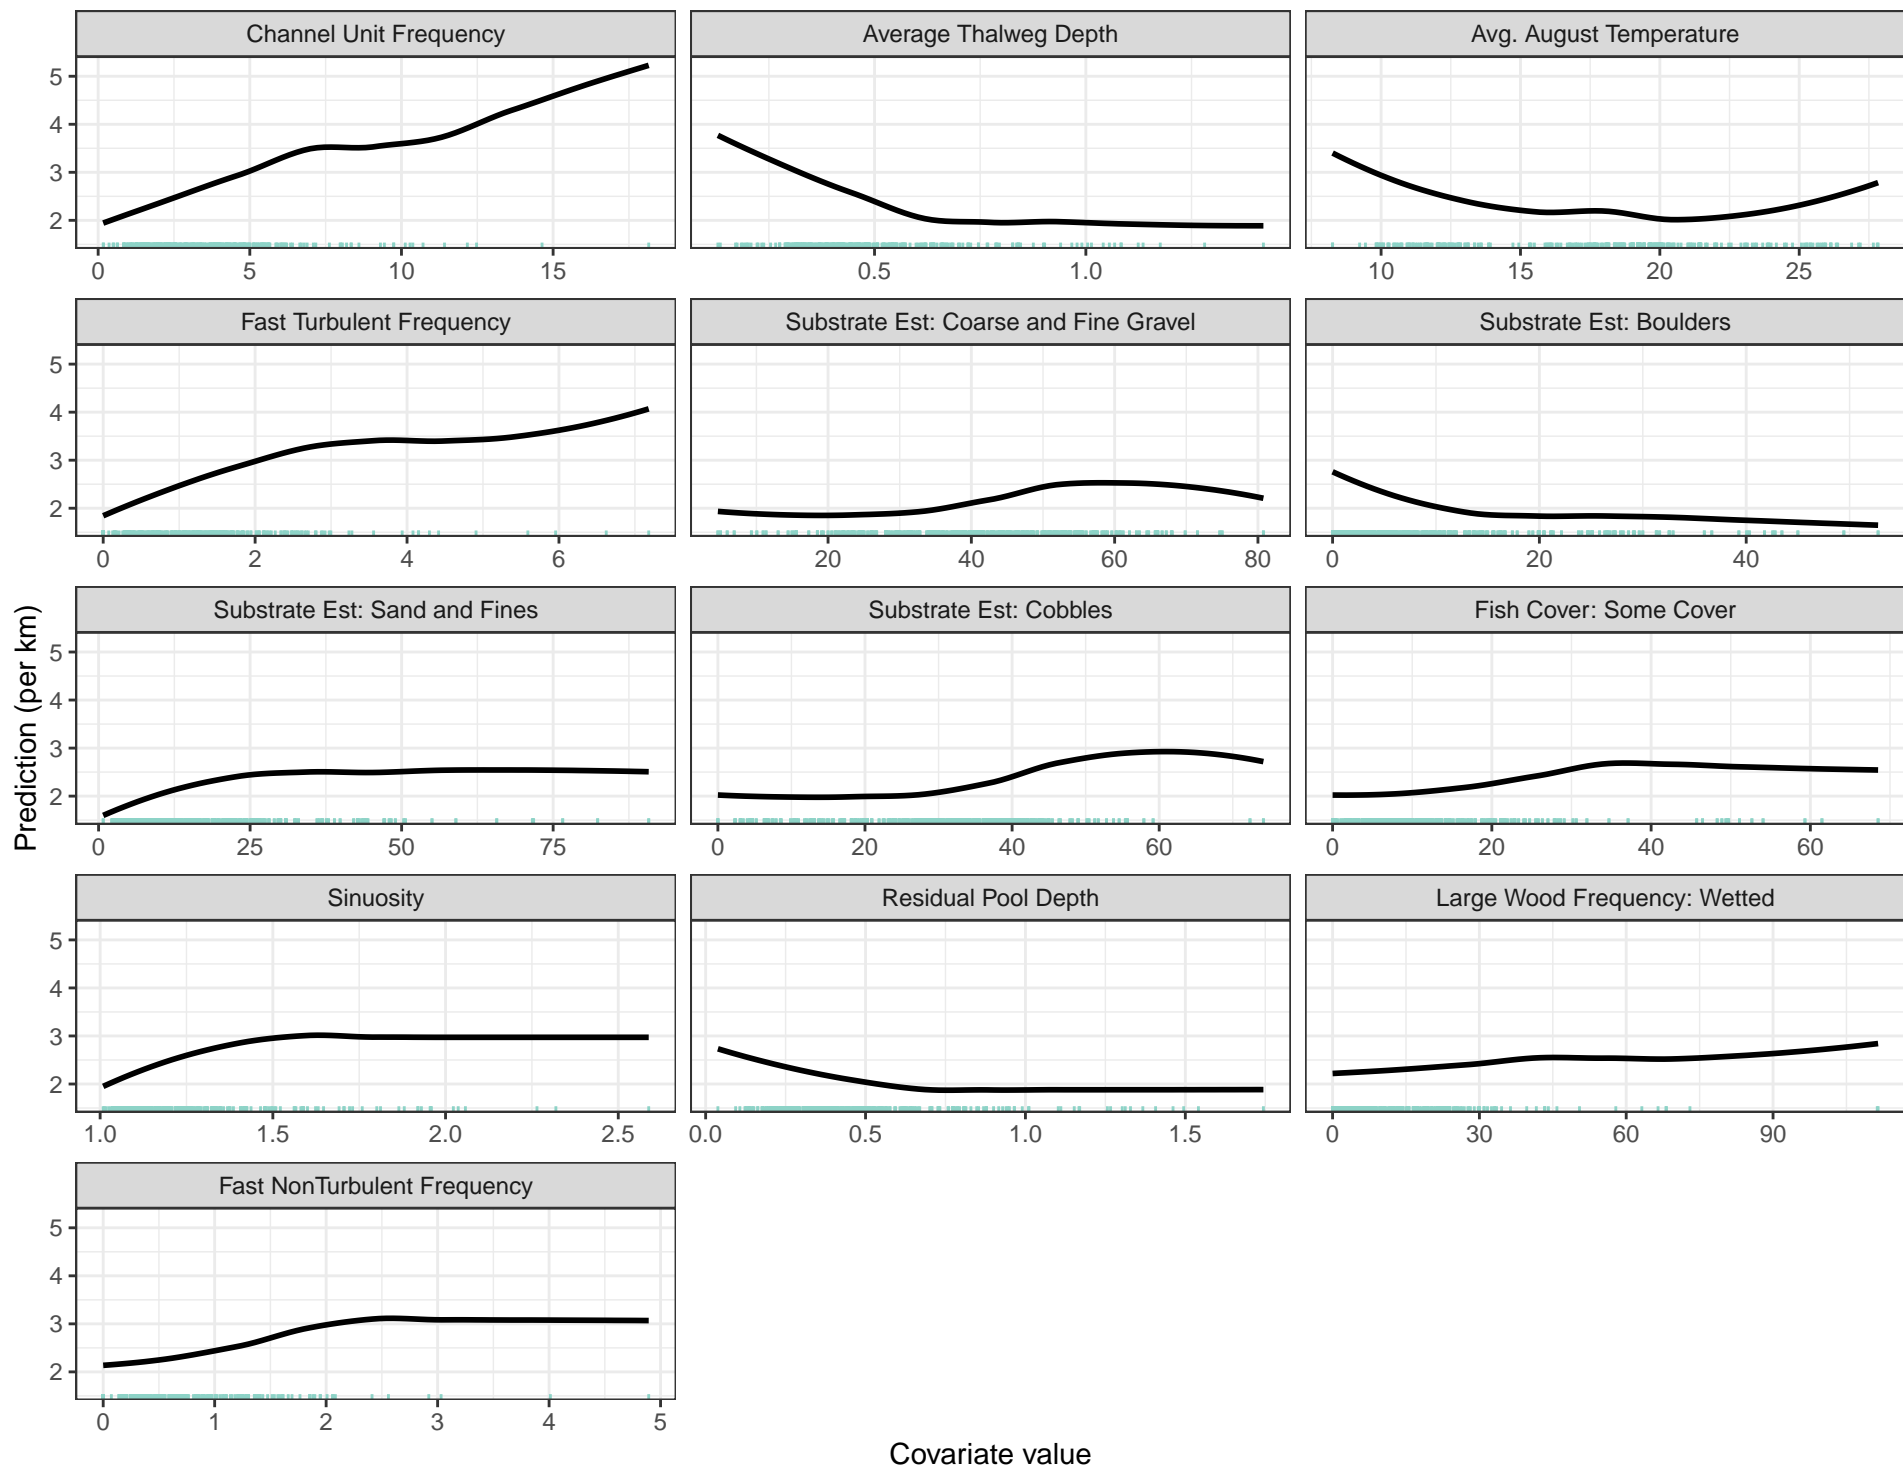 Channel Unit Frequency
Average Thalweg Depth
Avg. August Temperature
5
4
3
2
0 5 10 15
0.5 1.0
10 15 20 25
Fast Turbulent Frequency
Substrate Est: Coarse and Fine Gravel
Substrate Est: Boulders
5
4
3
2
0 2 4 6
20 40 60 80
0 20 40
Substrate Est: Sand and Fines
Substrate Est: Cobbles
Fish Cover: Some Cover
5
4
3
2
0 25 50 75
0 20 40 60
0 20 40 60
Prediction (per km)
Sinuosity
Residual Pool Depth
Large Wood Frequency: Wetted
5
4
3
2
1.0 1.5 2.0 2.5
0.0 0.5 1.0 1.5
0 30 60 90
Fast NonTurbulent Frequency
5
4
3
2
0 1 2 3 4 5
Covariate value